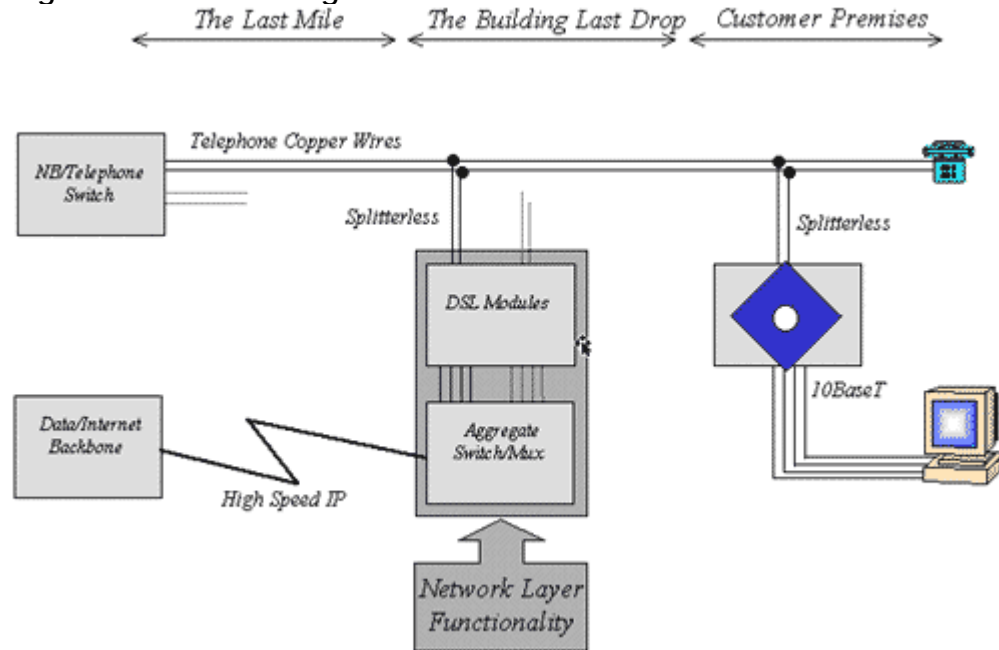 The Last Mile
The Building Last Drop
Customer Premises
Telephone Copper Wires
NB/Telephone
Switch
Splitterless
Splitterless
DSL Modules
10BaseT
Data/Internet
Backbone
Aggregate
Switch/Mux
High Speed IP
Network Layer
Functionality